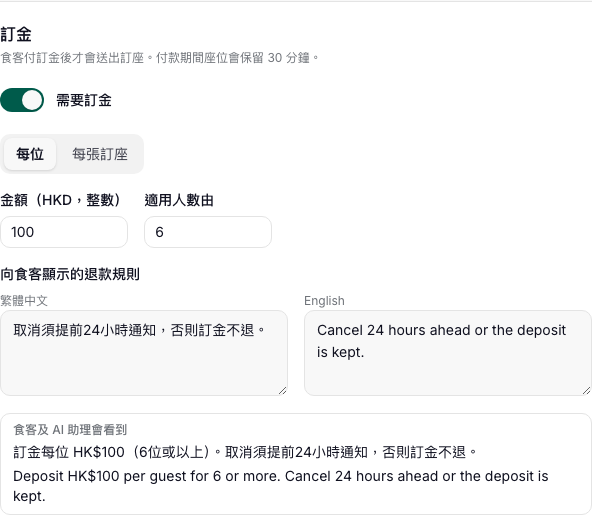 訂金
食客付訂金後才會送出訂座。付款期間座位會保留 30 分鐘。
需要訂金
每位 每張訂座
金額（HKD，整數） 適用人數由
100 6
向食客顯示的退款規則
繁體中文 English
取消須提前24小時通知，否則訂金不退。
Cancel 24 hours ahead or the deposit
is kept.
食客及 AI 助理會看到
訂金每位 HK$100（6位或以上）。取消須提前24小時通知，否則訂金不退。
Deposit HK$100 per guest for 6 or more. Cancel 24 hours ahead or the deposit is
kept.